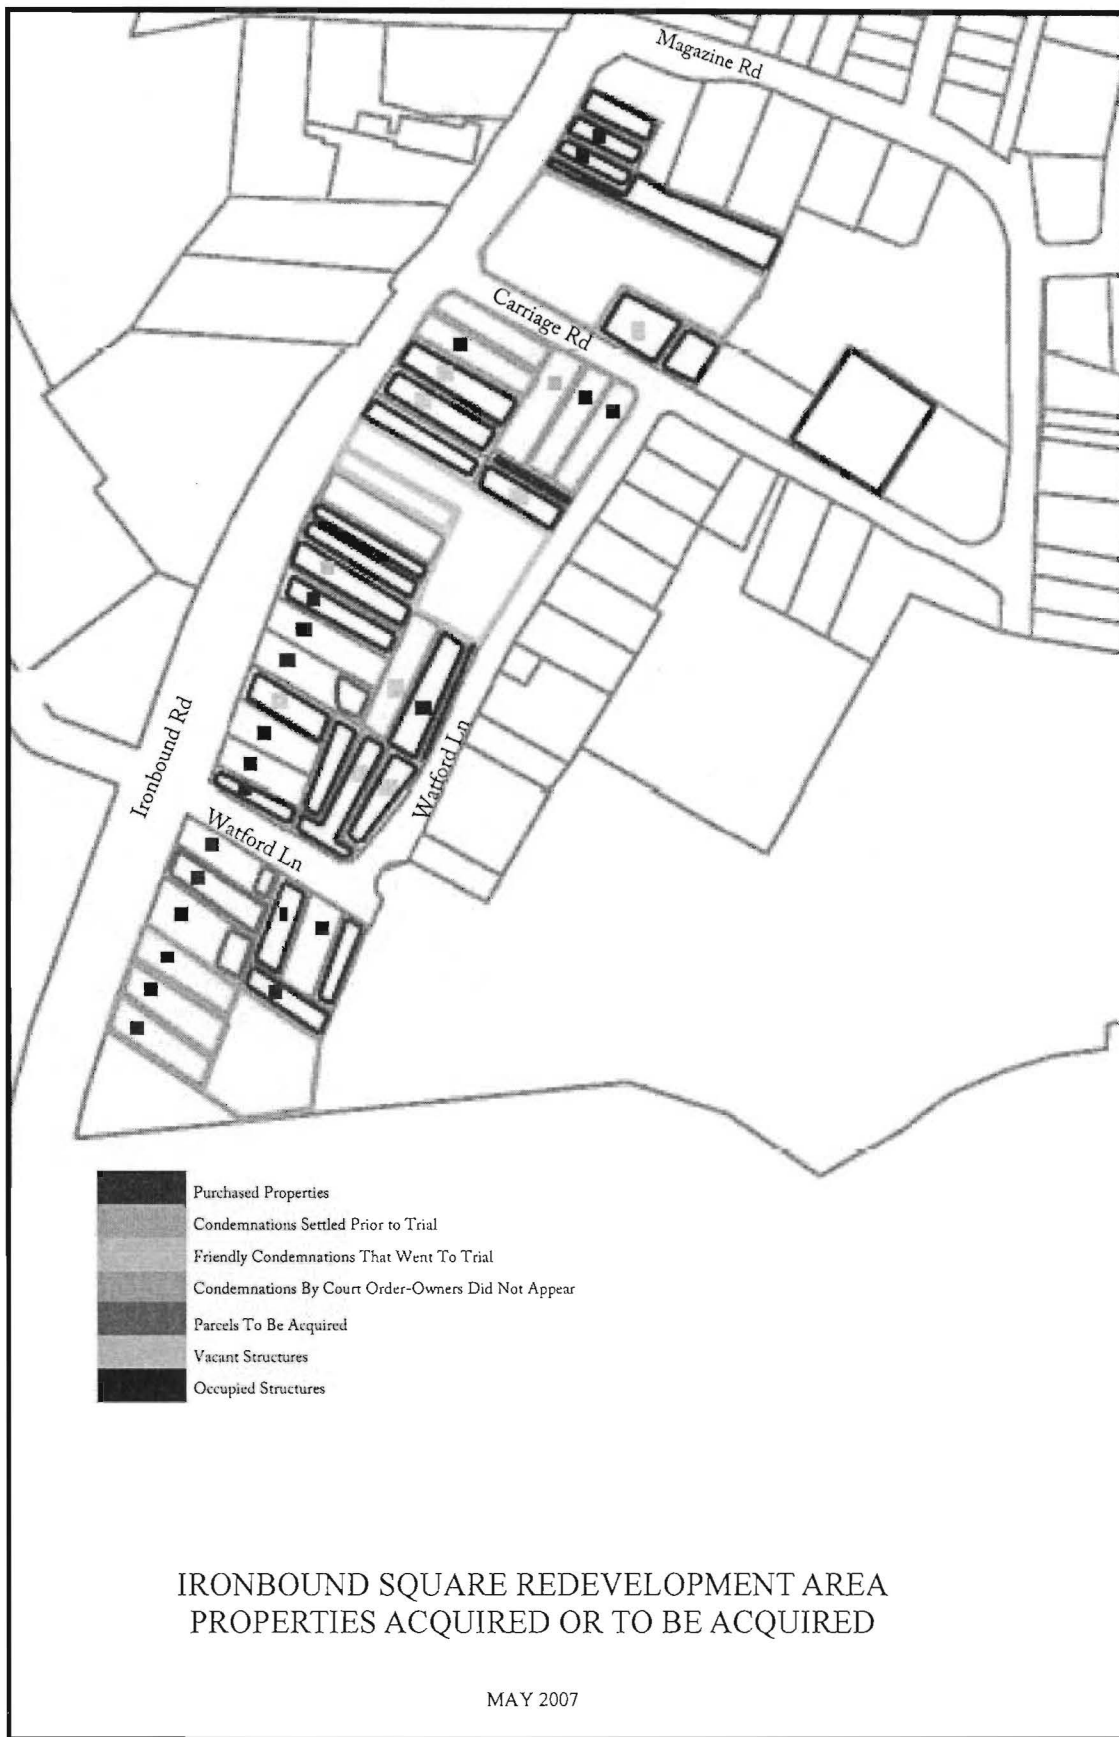 Magazine Rd
Carriage Rd
Ironbound Rd
Watford Ln
Watford Ln
Purchased Properties
Condemnations Settled Prior to Trial
Friendly Condemnations That Went To Trial
Condemnations By Court Order-Owners Did Not Appear
Parcels To Be Acquired
Vacant Structures
Occupied Structures
IRONBOUND SQUARE REDEVELOPMENT AREA
PROPERTIES ACQUIRED OR TO BE ACQUIRED
MAY 2007